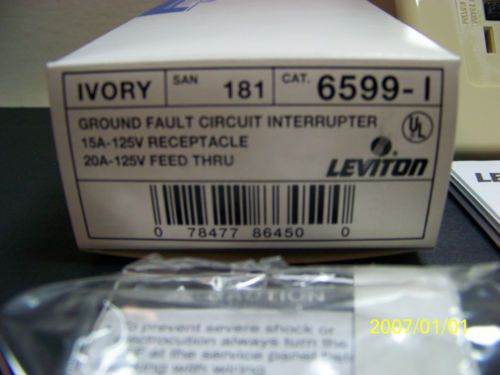 IVORY SAN 181 CAT. 6599-I
GROUND FAULT CIRCUIT INTERRUPTER
15A-125V RECEPTACLE
20A-125V FEED THRU
UL
LEVITON
0 78477 86450 0
LE
To prevent severe shock or
electrocution always turn the
at the service panel
with wiring.
2007/01/01